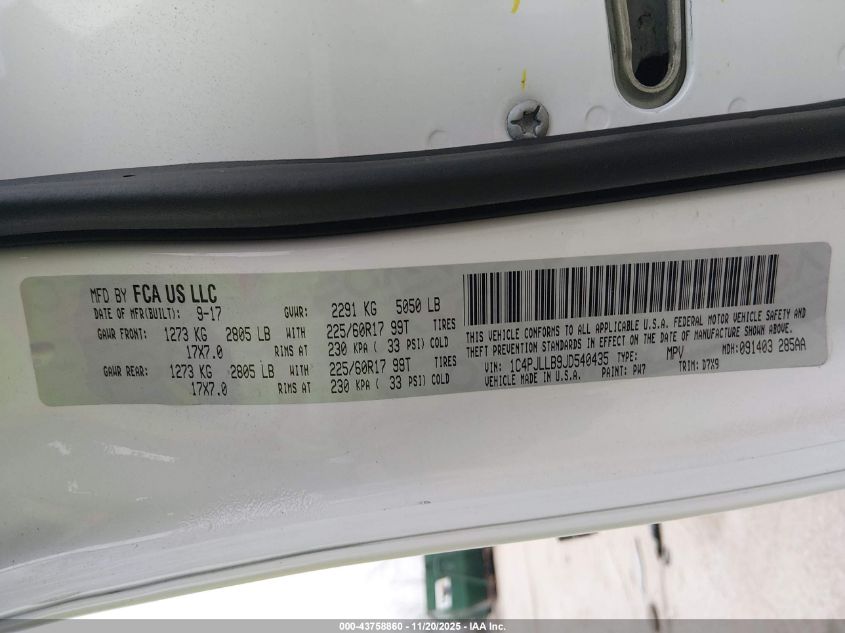 MFD BY FCA US LLC
DATE OF MFR(BUILT): 9-17 GVWR: 2291 KG 5050 LB
GAWR FRONT: 1273 KG 2805 LB WITH 225/60R17 99T TIRES
17X7.0 RIMS AT 230 KPA ( 33 PSI) COLD
GAWR REAR: 1273 KG 2805 LB WITH 225/60R17 99T TIRES
17X7.0 RIMS AT 230 KPA ( 33 PSI) COLD
THIS VEHICLE CONFORMS TO ALL APPLICABLE U.S.A. FEDERAL MOTOR VEHICLE SAFETY AND
THEFT PREVENTION STANDARDS IN EFFECT ON THE DATE OF MANUFACTURE SHOWN ABOVE.
VIN: 1C4PJLLB9JD540435 TYPE: MPV MDH: 091403 285AA
VEHICLE MADE IN U.S.A. PAINT: PW7 TRIM: D7X9
000-43758860 - 11/20/2025 - IAA Inc.